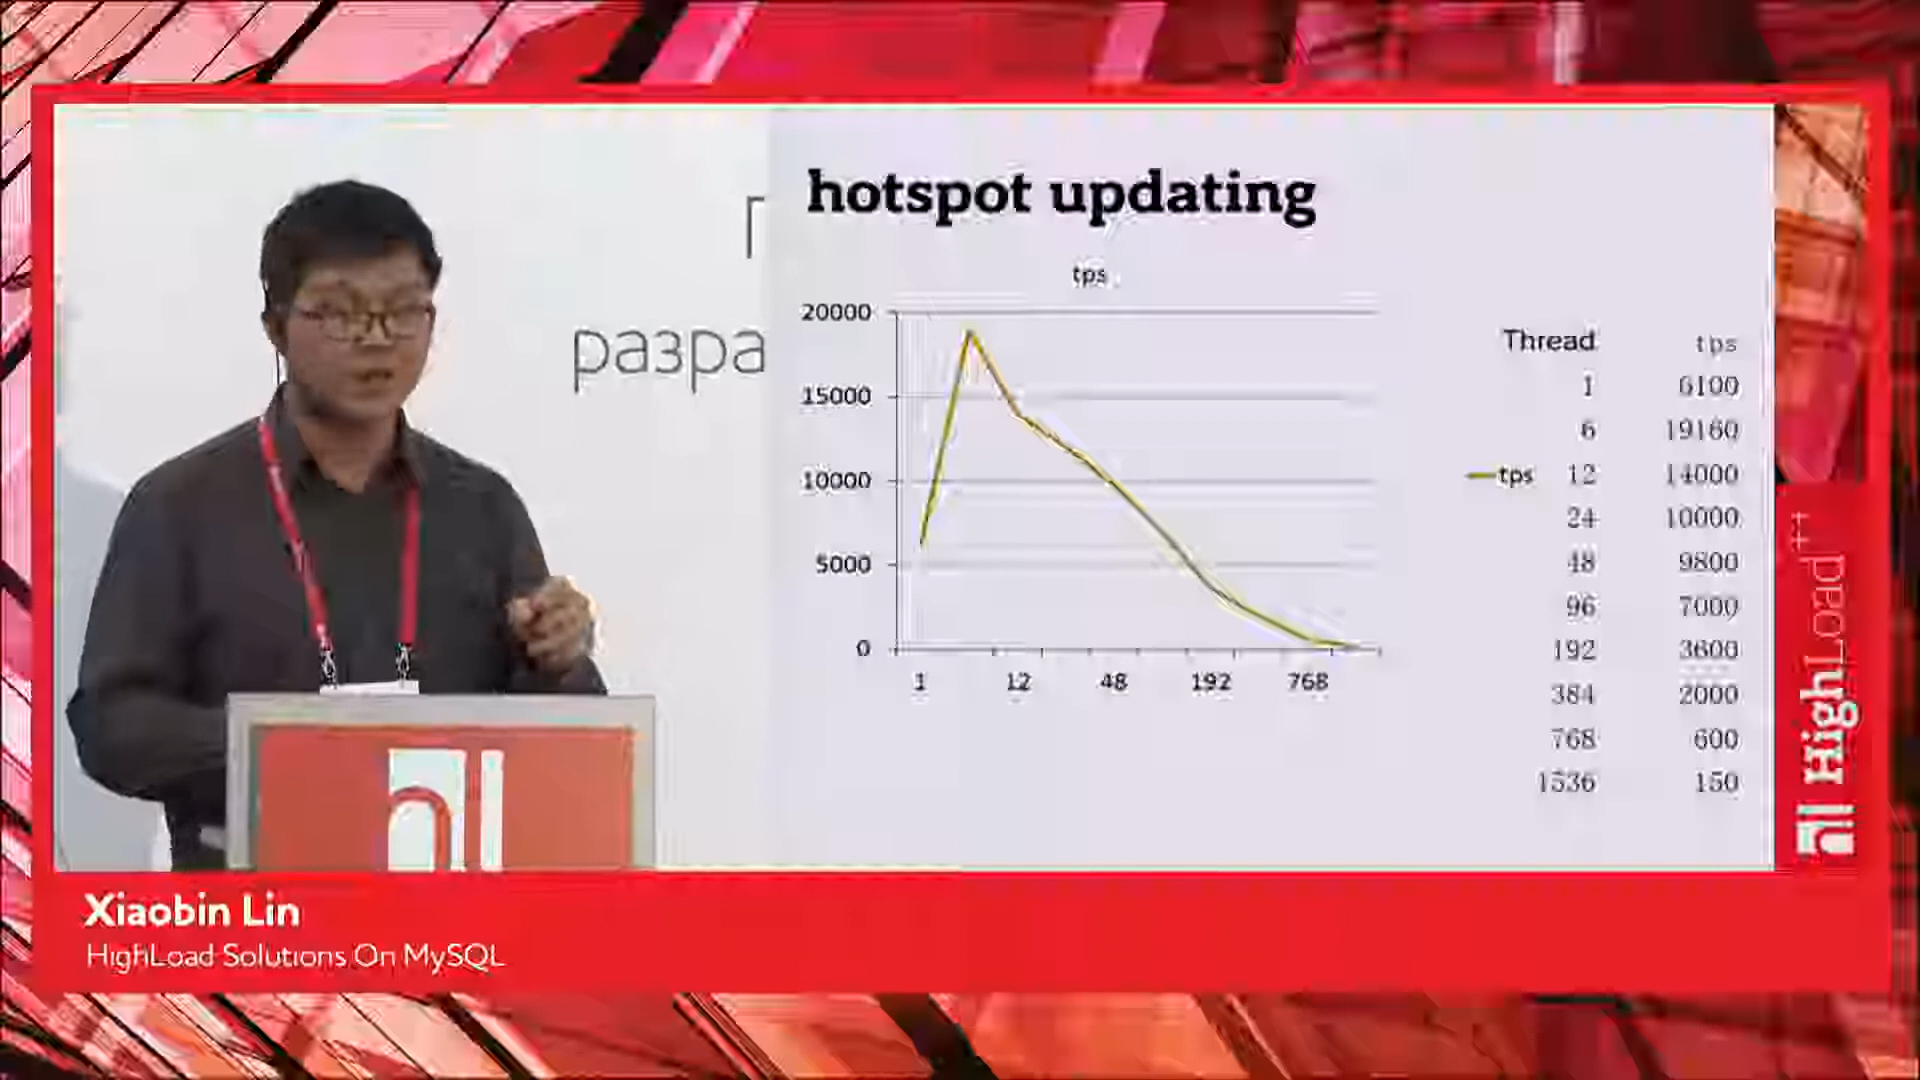 hotspot updating
tps
20000
15000
10000
5000
0
1 12 48 192 768
tps
Thread tps
1 6100
6 19160
12 14000
24 10000
48 9800
96 7000
192 3600
384 2000
768 600
1536 150
П
разра
HighLoad++
Xiaobin Lin
HighLoad Solutions On MySQL